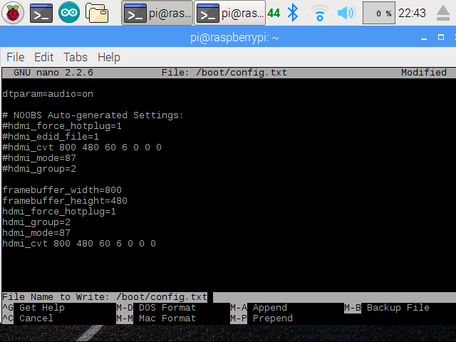 pi@ras...
pi@rasp...
44
0 %
22:43
pi@raspberrypi: ~
File Edit Tabs Help
GNU nano 2.2.6 File: /boot/config.txt Modified
dtparam=audio=on
# NOOBS Auto-generated Settings:
#hdmi_force_hotplug=1
#hdmi_edid_file=1
#hdmi_cvt 800 480 60 6 0 0 0
#hdmi_mode=87
#hdmi_group=2
framebuffer_width=800
framebuffer_height=480
hdmi_force_hotplug=1
hdmi_group=2
hdmi_mode=87
hdmi_cvt 800 480 60 6 0 0 0
File Name to Write: /boot/config.txt
^G Get Help M-D DOS Format M-A Append M-B Backup File
^C Cancel M-M Mac Format M-P Prepend